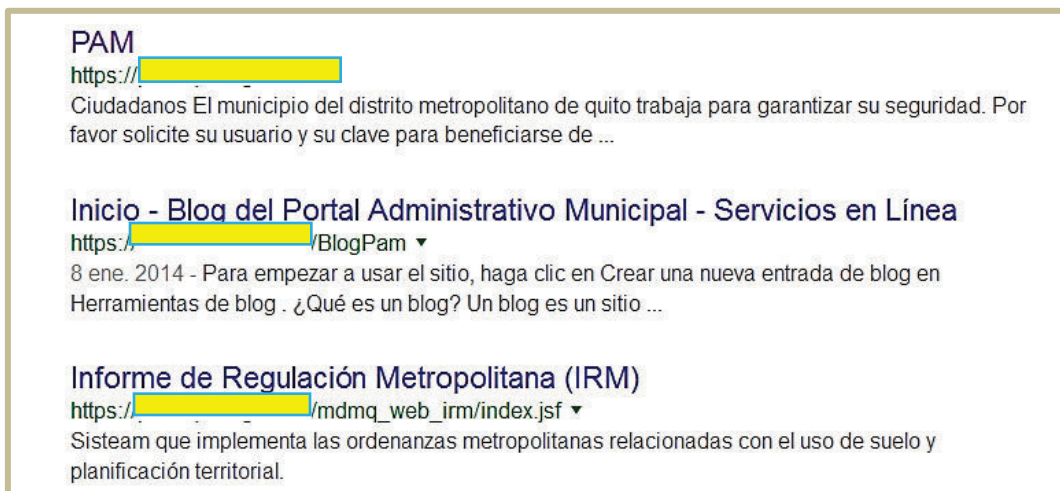 PAM
https://
Ciudadanos El municipio del distrito metropolitano de quito trabaja para garantizar su seguridad. Por
favor solicite su usuario y su clave para beneficiarse de ...
Inicio - Blog del Portal Administrativo Municipal - Servicios en Línea
https:/ /BlogPam
8 ene. 2014 - Para empezar a usar el sitio, haga clic en Crear una nueva entrada de blog en
Herramientas de blog . ¿Qué es un blog? Un blog es un sitio ...
Informe de Regulación Metropolitana (IRM)
https:/ /mdmq_web_irm/index.jsf
Sisteam que implementa las ordenanzas metropolitanas relacionadas con el uso de suelo y
planificación territorial.